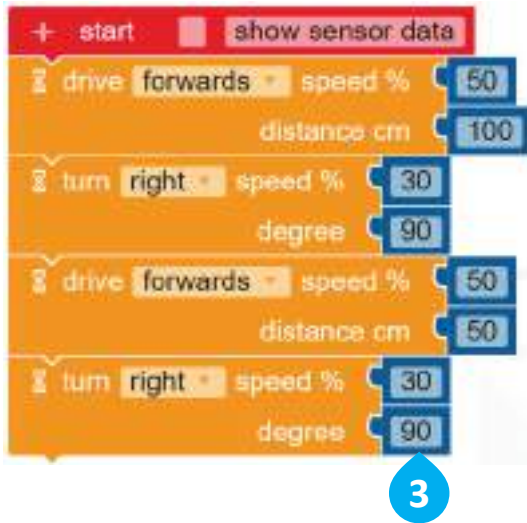 + start show sensor data
drive forwards speed % 50
distance cm 100
turn right speed % 30
degree 90
drive forwards speed % 50
distance cm 50
turn right speed % 30
degree 90
3